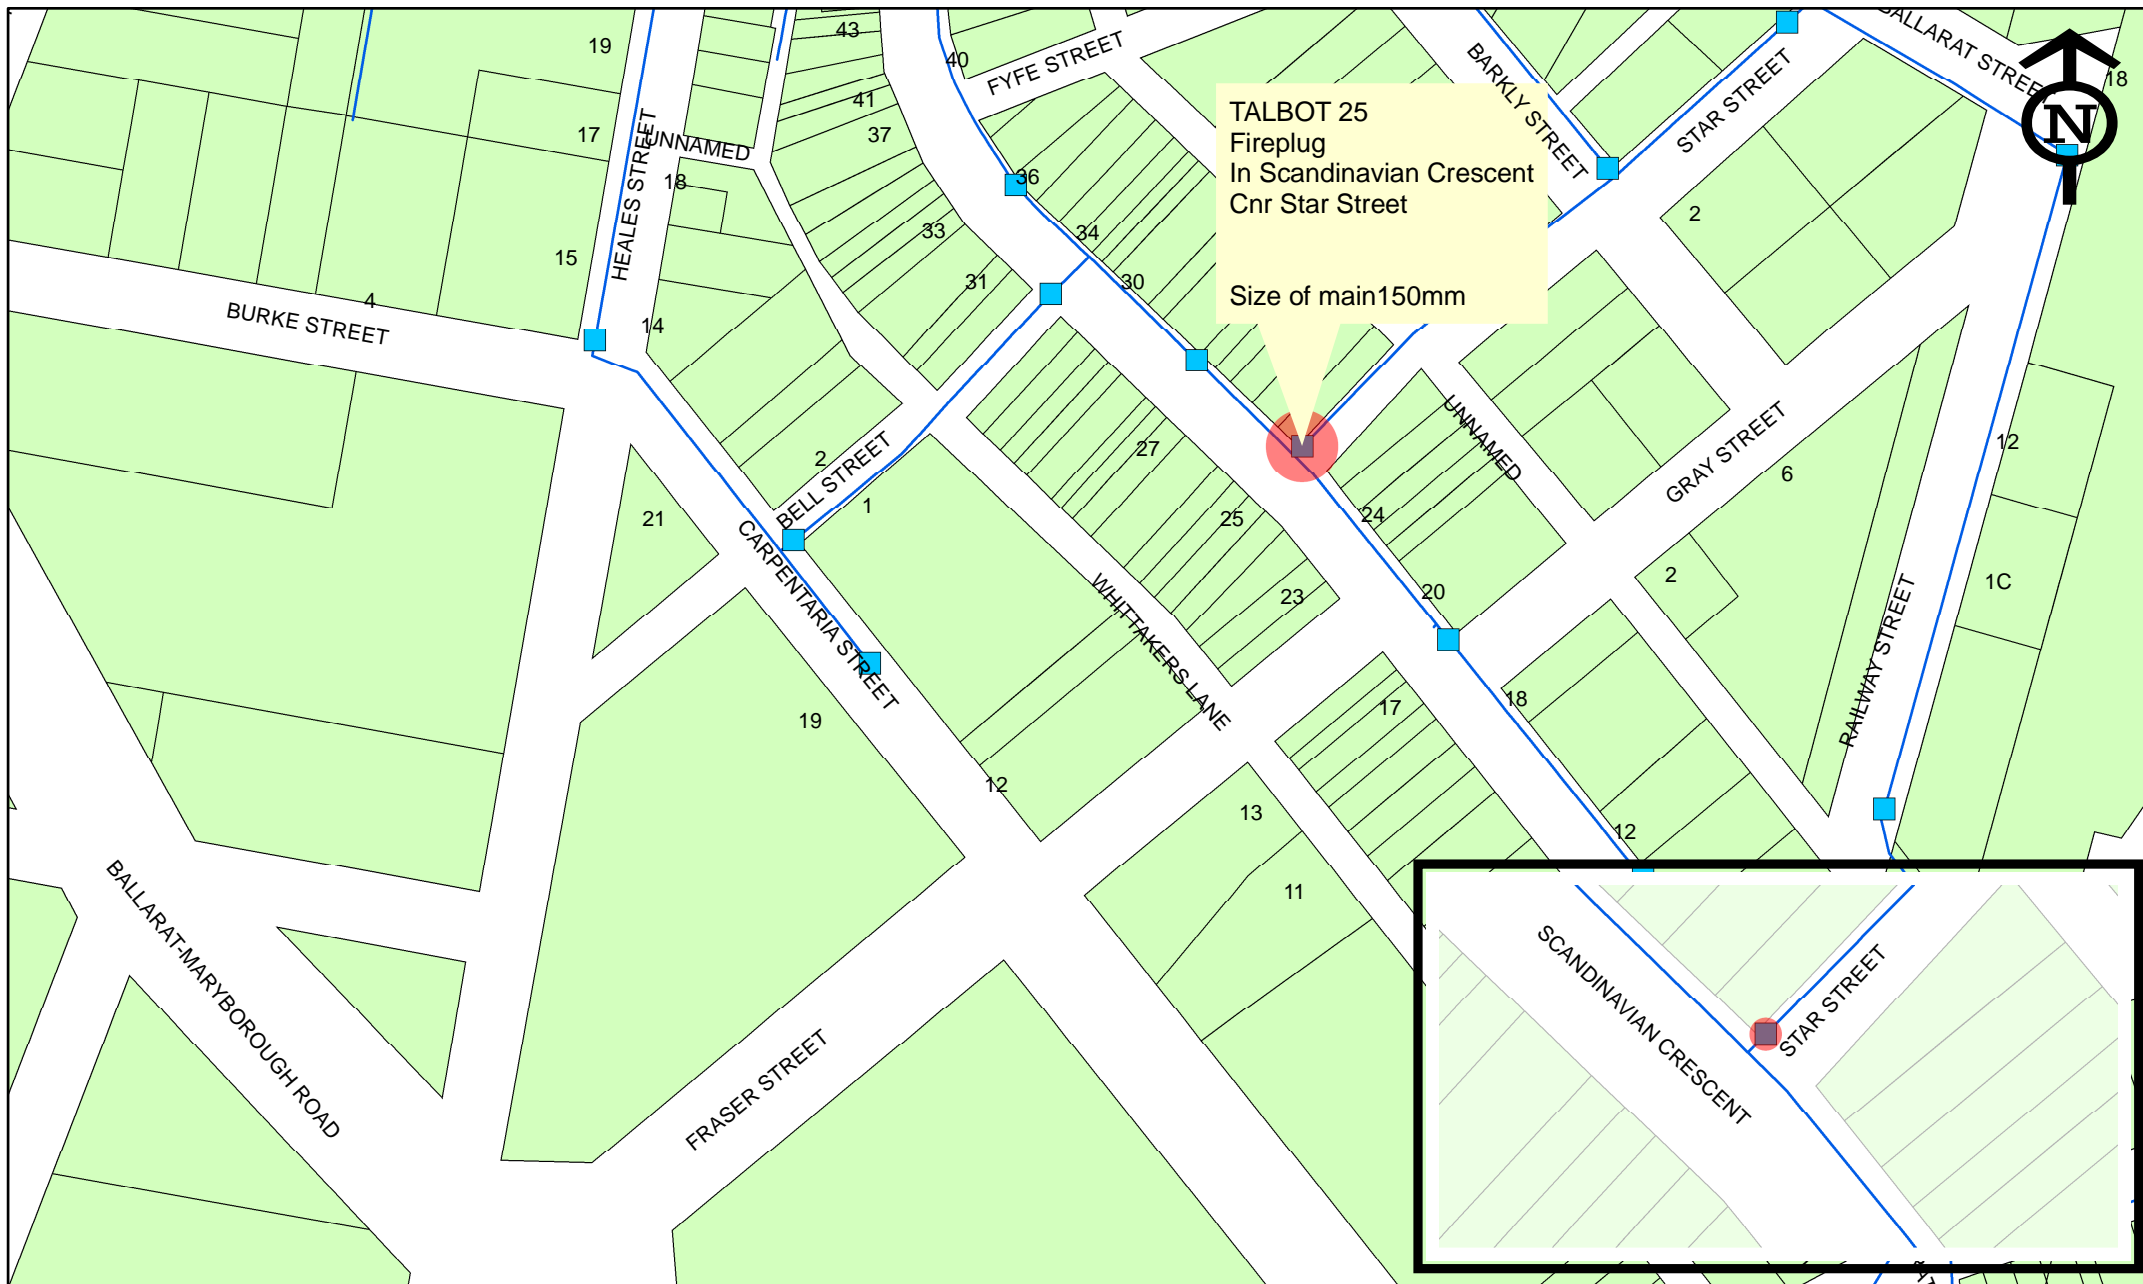 43
19
40
FYFE STREET
BARKLY STREET
STAR STREET
BALLARAT STREET
18
N
41
37
17
HEALES STREET
UNNAMED
18
36
TALBOT 25
Fireplug
In Scandinavian Crescent
Cnr Star Street
Size of main150mm
2
33
34
15
31
30
4
BURKE STREET
14
27
UNNAMED
GRAY STREET
12
6
2
BELL STREET
1
21
25
24
CARPENTARIA STREET
WHITTAKERS LANE
23
20
2
1C
RAILWAY STREET
19
17
18
12
13
12
11
BALLARAT-MARYBOROUGH ROAD
FRASER STREET
SCANDINAVIAN CRESCENT
STAR STREET